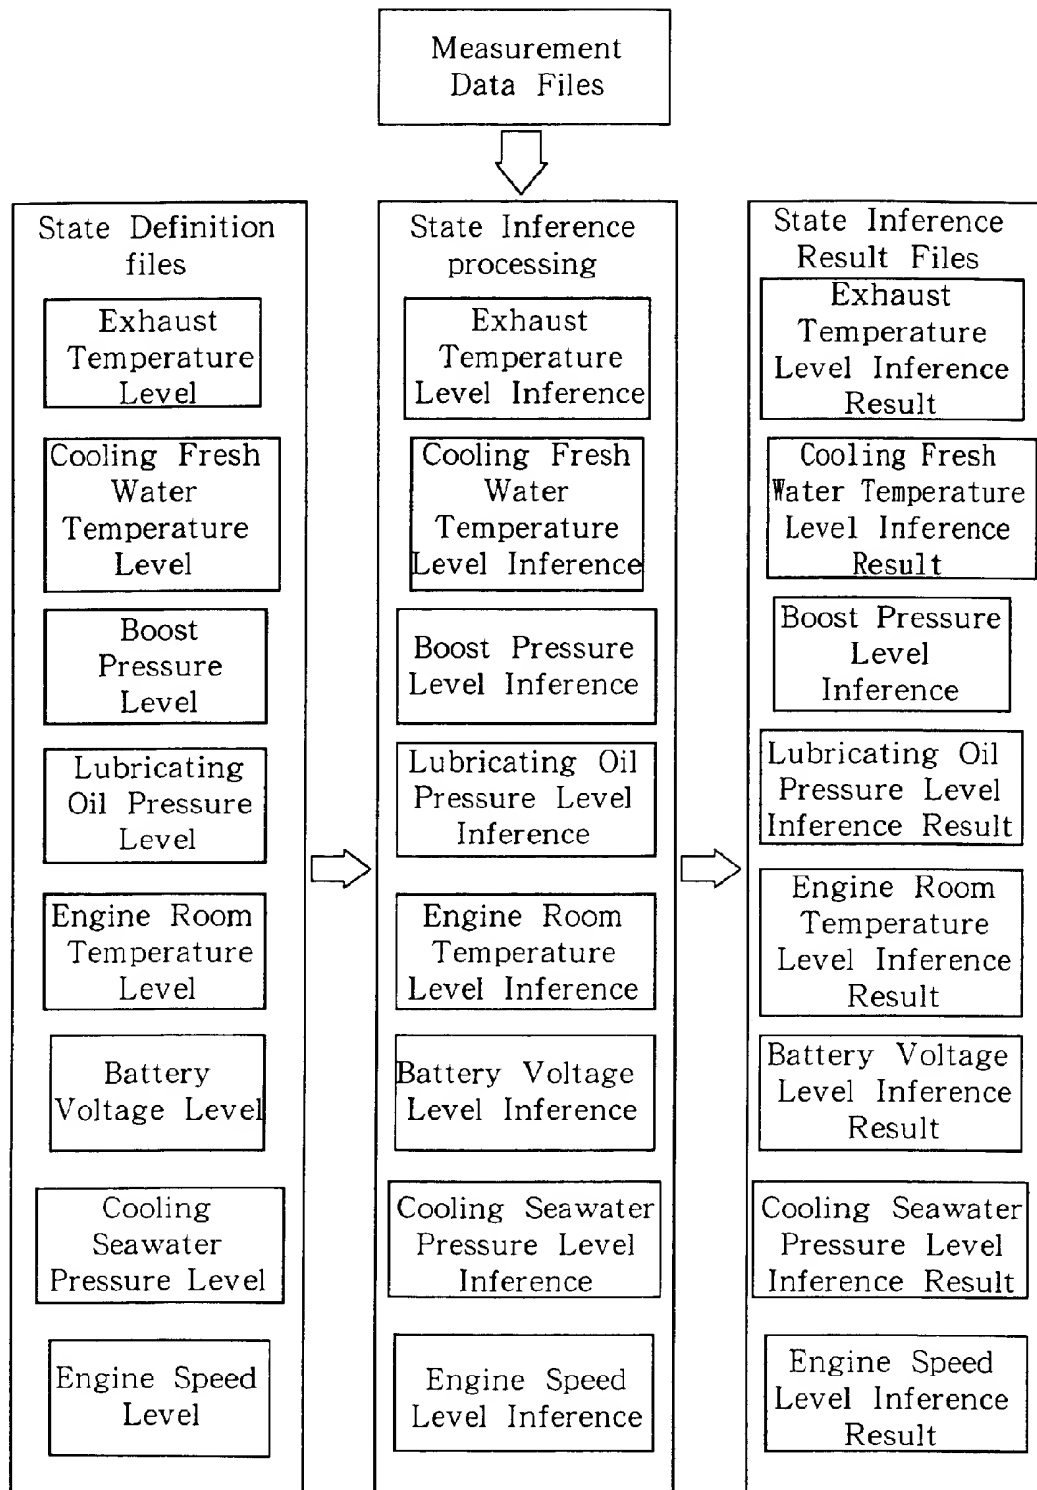 Measurement
Data Files
State Definition
files
Exhaust
Temperature
Level
Cooling Fresh
Water
Temperature
Level
Boost
Pressure
Level
Lubricating
Oil Pressure
Level
Engine Room
Temperature
Level
Battery
Voltage Level
Cooling
Seawater
Pressure Level
Engine Speed
Level
State Inference
processing
Exhaust
Temperature
Level Inference
Cooling Fresh
Water
Temperature
Level Inference
Boost Pressure
Level Inference
Lubricating Oil
Pressure Level
Inference
Engine Room
Temperature
Level Inference
Battery Voltage
Level Inference
Cooling Seawater
Pressure Level
Inference
Engine Speed
Level Inference
State Inference
Result Files
Exhaust
Temperature
Level Inference
Result
Cooling Fresh
Water Temperature
Level Inference
Result
Boost Pressure
Level
Inference
Lubricating Oil
Pressure Level
Inference Result
Engine Room
Temperature
Level Inference
Result
Battery Voltage
Level Inference
Result
Cooling Seawater
Pressure Level
Inference Result
Engine Speed
Level Inference
Result